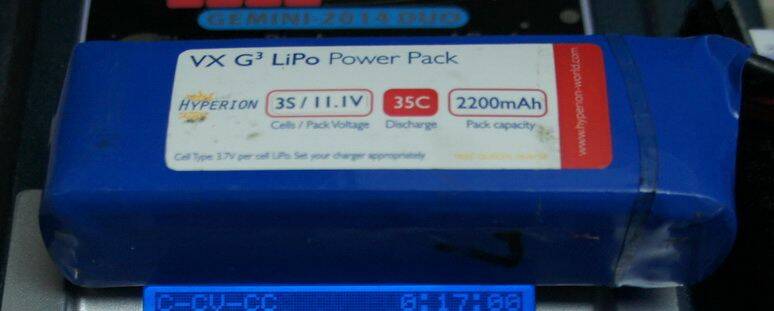 GEMINI-2014 DUO
VX G³ LiPo Power Pack
HYPERION 3S / 11.1V 35C 2200mAh
Cells / Pack Voltage Discharge Pack capacity
Cell Type: 3.7V per cell LiPo. Set your charger appropriately
www.hyperion-world.com
C-CV-CC 0:17:00